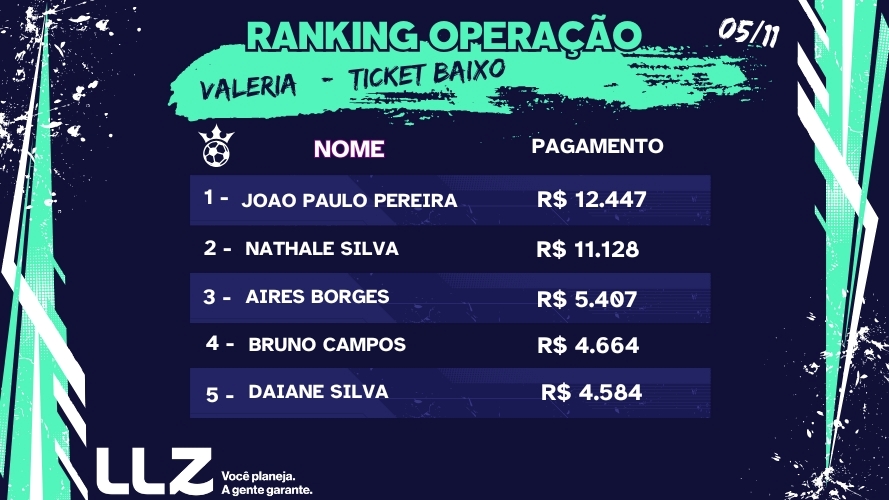 RANKING OPERAÇÃO
05/11
VALERIA - TICKET BAIXO
NOME PAGAMENTO
1 - JOAO PAULO PEREIRA R$ 12.447
2 - NATHALE SILVA R$ 11.128
3 - AIRES BORGES R$ 5.407
4 - BRUNO CAMPOS R$ 4.664
5 - DAIANE SILVA R$ 4.584
LLZ
Você planeja.
A gente garante.